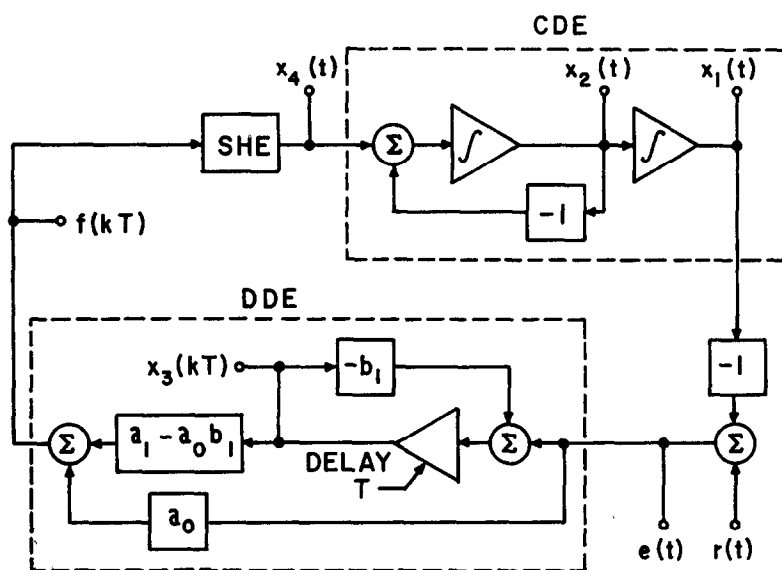 CDE
x₄(t)
x₂(t)
x₁(t)
SHE
Σ
∫
∫
-1
f(kT)
DDE
x₃(kT)
-b₁
-1
Σ
a₁-a₀b₁
DELAY
T
Σ
Σ
a₀
e(t)
r(t)